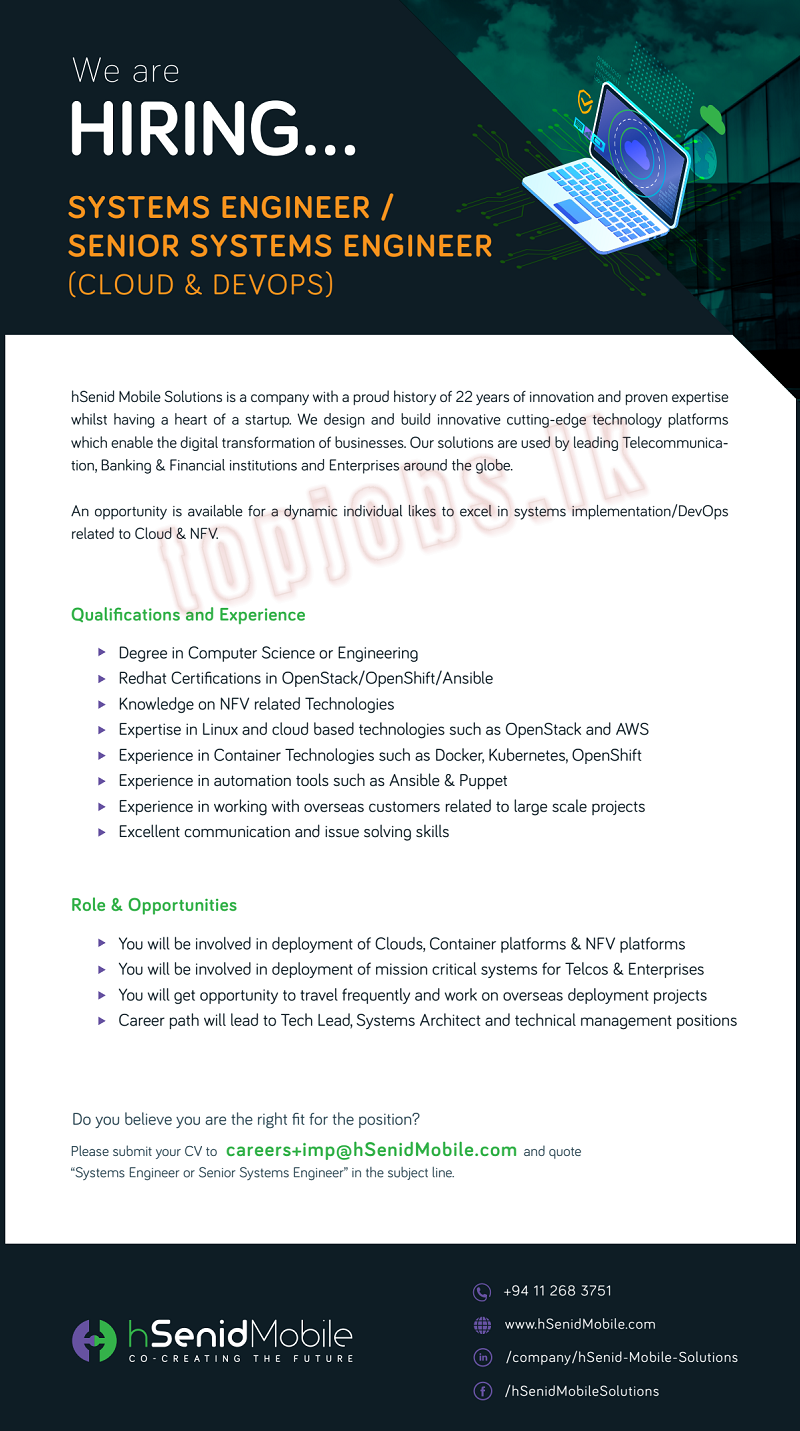 We are
HIRING...
SYSTEMS ENGINEER /
SENIOR SYSTEMS ENGINEER
(CLOUD & DEVOPS)
hSenid Mobile Solutions is a company with a proud history of 22 years of innovation and proven expertise
whilst having a heart of a startup. We design and build innovative cutting-edge technology platforms
which enable the digital transformation of businesses. Our solutions are used by leading Telecommunica-
tion, Banking & Financial institutions and Enterprises around the globe.
An opportunity is available for a dynamic individual likes to excel in systems implementation/DevOps
related to Cloud & NFV.
topjobs.lk
Qualifications and Experience
Degree in Computer Science or Engineering
Redhat Certifications in OpenStack/OpenShift/Ansible
Knowledge on NFV related Technologies
Expertise in Linux and cloud based technologies such as OpenStack and AWS
Experience in Container Technologies such as Docker, Kubernetes, OpenShift
Experience in automation tools such as Ansible & Puppet
Experience in working with overseas customers related to large scale projects
Excellent communication and issue solving skills
Role & Opportunities
You will be involved in deployment of Clouds, Container platforms & NFV platforms
You will be involved in deployment of mission critical systems for Telcos & Enterprises
You will get opportunity to travel frequently and work on overseas deployment projects
Career path will lead to Tech Lead, Systems Architect and technical management positions
Do you believe you are the right fit for the position?
Please submit your CV to careers+imp@hSenidMobile.com and quote
“Systems Engineer or Senior Systems Engineer” in the subject line.
hSenidMobile
CO-CREATING THE FUTURE
+94 11 268 3751
www.hSenidMobile.com
/company/hSenid-Mobile-Solutions
/hSenidMobileSolutions